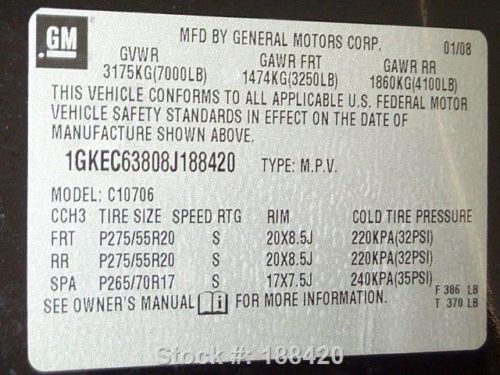 GM
MFD BY GENERAL MOTORS CORP. 01/08
GVWR GAWR FRT GAWR RR
3175KG(7000LB) 1474KG(3250LB) 1860KG(4100LB)
THIS VEHICLE CONFORMS TO ALL APPLICABLE U.S. FEDERAL MOTOR
VEHICLE SAFETY STANDARDS IN EFFECT ON THE DATE OF
MANUFACTURE SHOWN ABOVE.
1GKEC63808J188420 TYPE: M.P.V.
MODEL: C10706
CCH3 TIRE SIZE SPEED RTG RIM COLD TIRE PRESSURE
FRT P275/55R20 S 20X8.5J 220KPA(32PSI)
RR P275/55R20 S 20X8.5J 220KPA(32PSI)
SPA P265/70R17 S 17X7.5J 240KPA(35PSI)
F 386 LB
SEE OWNER'S MANUAL i FOR MORE INFORMATION. T 370 LB
Stock #: 188420